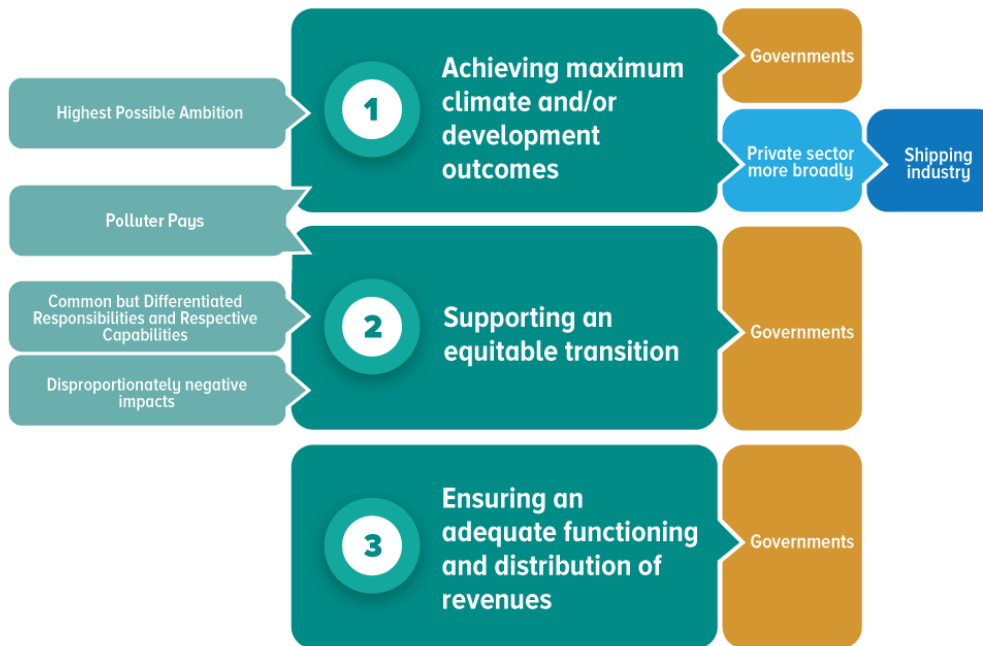 Highest Possible Ambition
Polluter Pays
Common but Differentiated
Responsibilities and Respective
Capabilities
Disproportionately negative
impacts
1
Achieving maximum
climate and/or
development
outcomes
Governments
Private sector
more broadly
Shipping
industry
2
Supporting an
equitable transition
Governments
3
Ensuring an
adequate functioning
and distribution of
revenues
Governments